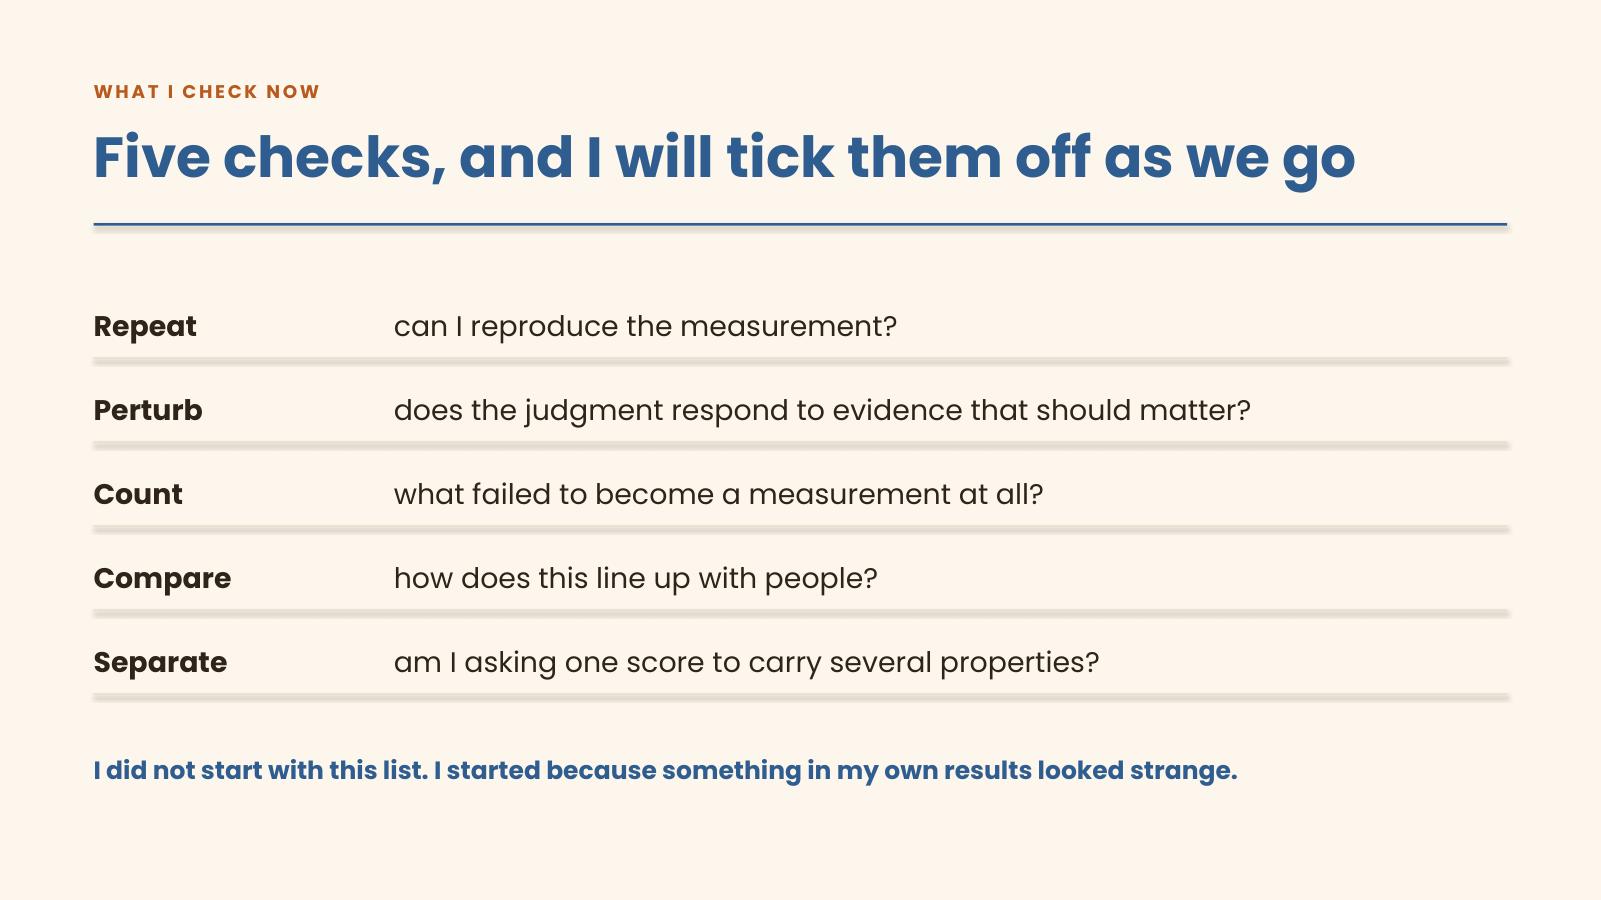 WHAT I CHECK NOW
Five checks, and I will tick them off as we go
Repeat can I reproduce the measurement?
Perturb does the judgment respond to evidence that should matter?
Count what failed to become a measurement at all?
Compare how does this line up with people?
Separate am I asking one score to carry several properties?
I did not start with this list. I started because something in my own results looked strange.